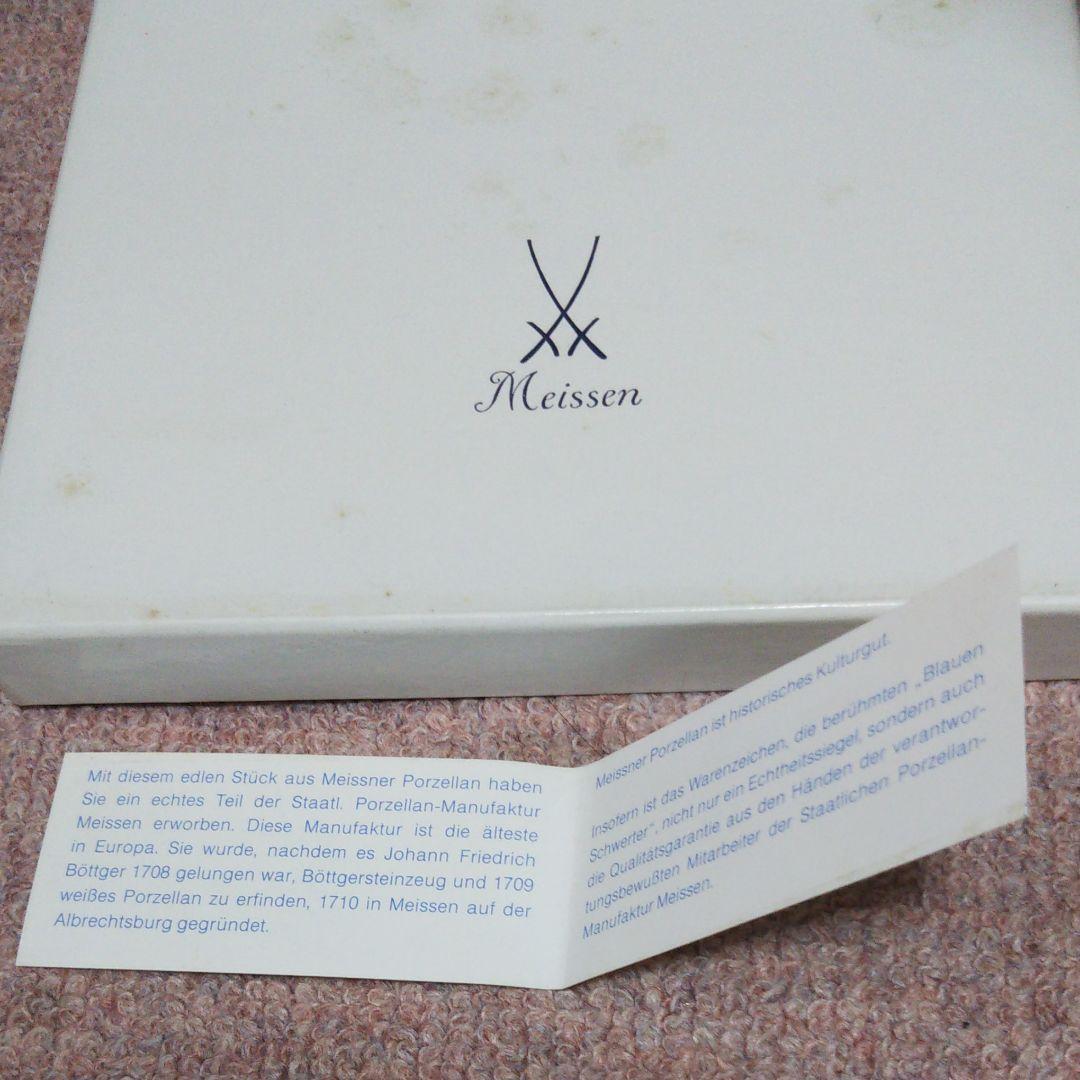 Meissen
Mit diesem edlen Stück aus Meissner Porzellan haben
Sie ein echtes Teil der Staatl. Porzellan-Manufaktur
Meissen erworben. Diese Manufaktur ist die älteste
in Europa. Sie wurde, nachdem es Johann Friedrich
Böttger 1708 gelungen war, Böttgersteinzeug und 1709
weißes Porzellan zu erfinden, 1710 in Meissen auf der
Albrechtsburg gegründet.
Meissner Porzellan ist historisches Kulturgut.
Insofern ist das Warenzeichen, die berühmten „Blauen
Schwerter“, nicht nur ein Echtheitssiegel, sondern auch
die Qualitätsgarantie aus den Händen der verantwor-
tungsbewußten Mitarbeiter der Staatlichen Porzellan-
Manufaktur Meissen.